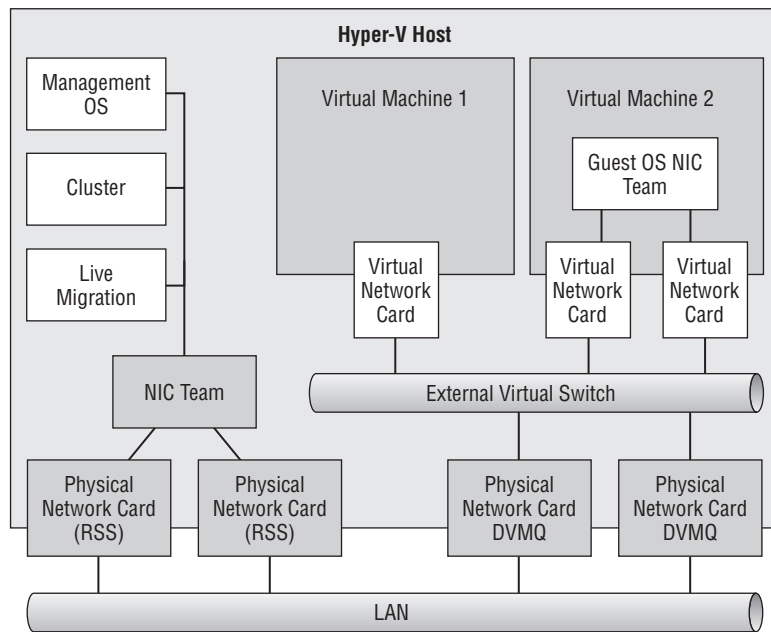 Hyper-V Host
Management
OS
Cluster
Live
Migration
NIC Team
Virtual Machine 1
Virtual Machine 2
Guest OS NIC
Team
Virtual
Network
Card
Virtual
Network
Card
Virtual
Network
Card
External Virtual Switch
Physical
Network Card
(RSS)
Physical
Network Card
(RSS)
Physical
Network Card
DVMQ
Physical
Network Card
DVMQ
LAN